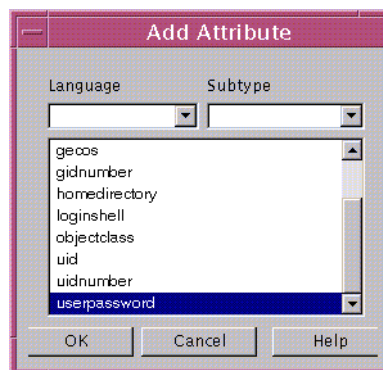 Add Attribute
Language Subtype
gecos
gidnumber
homedirectory
loginshell
objectclass
uid
uidnumber
userpassword
OK Cancel Help